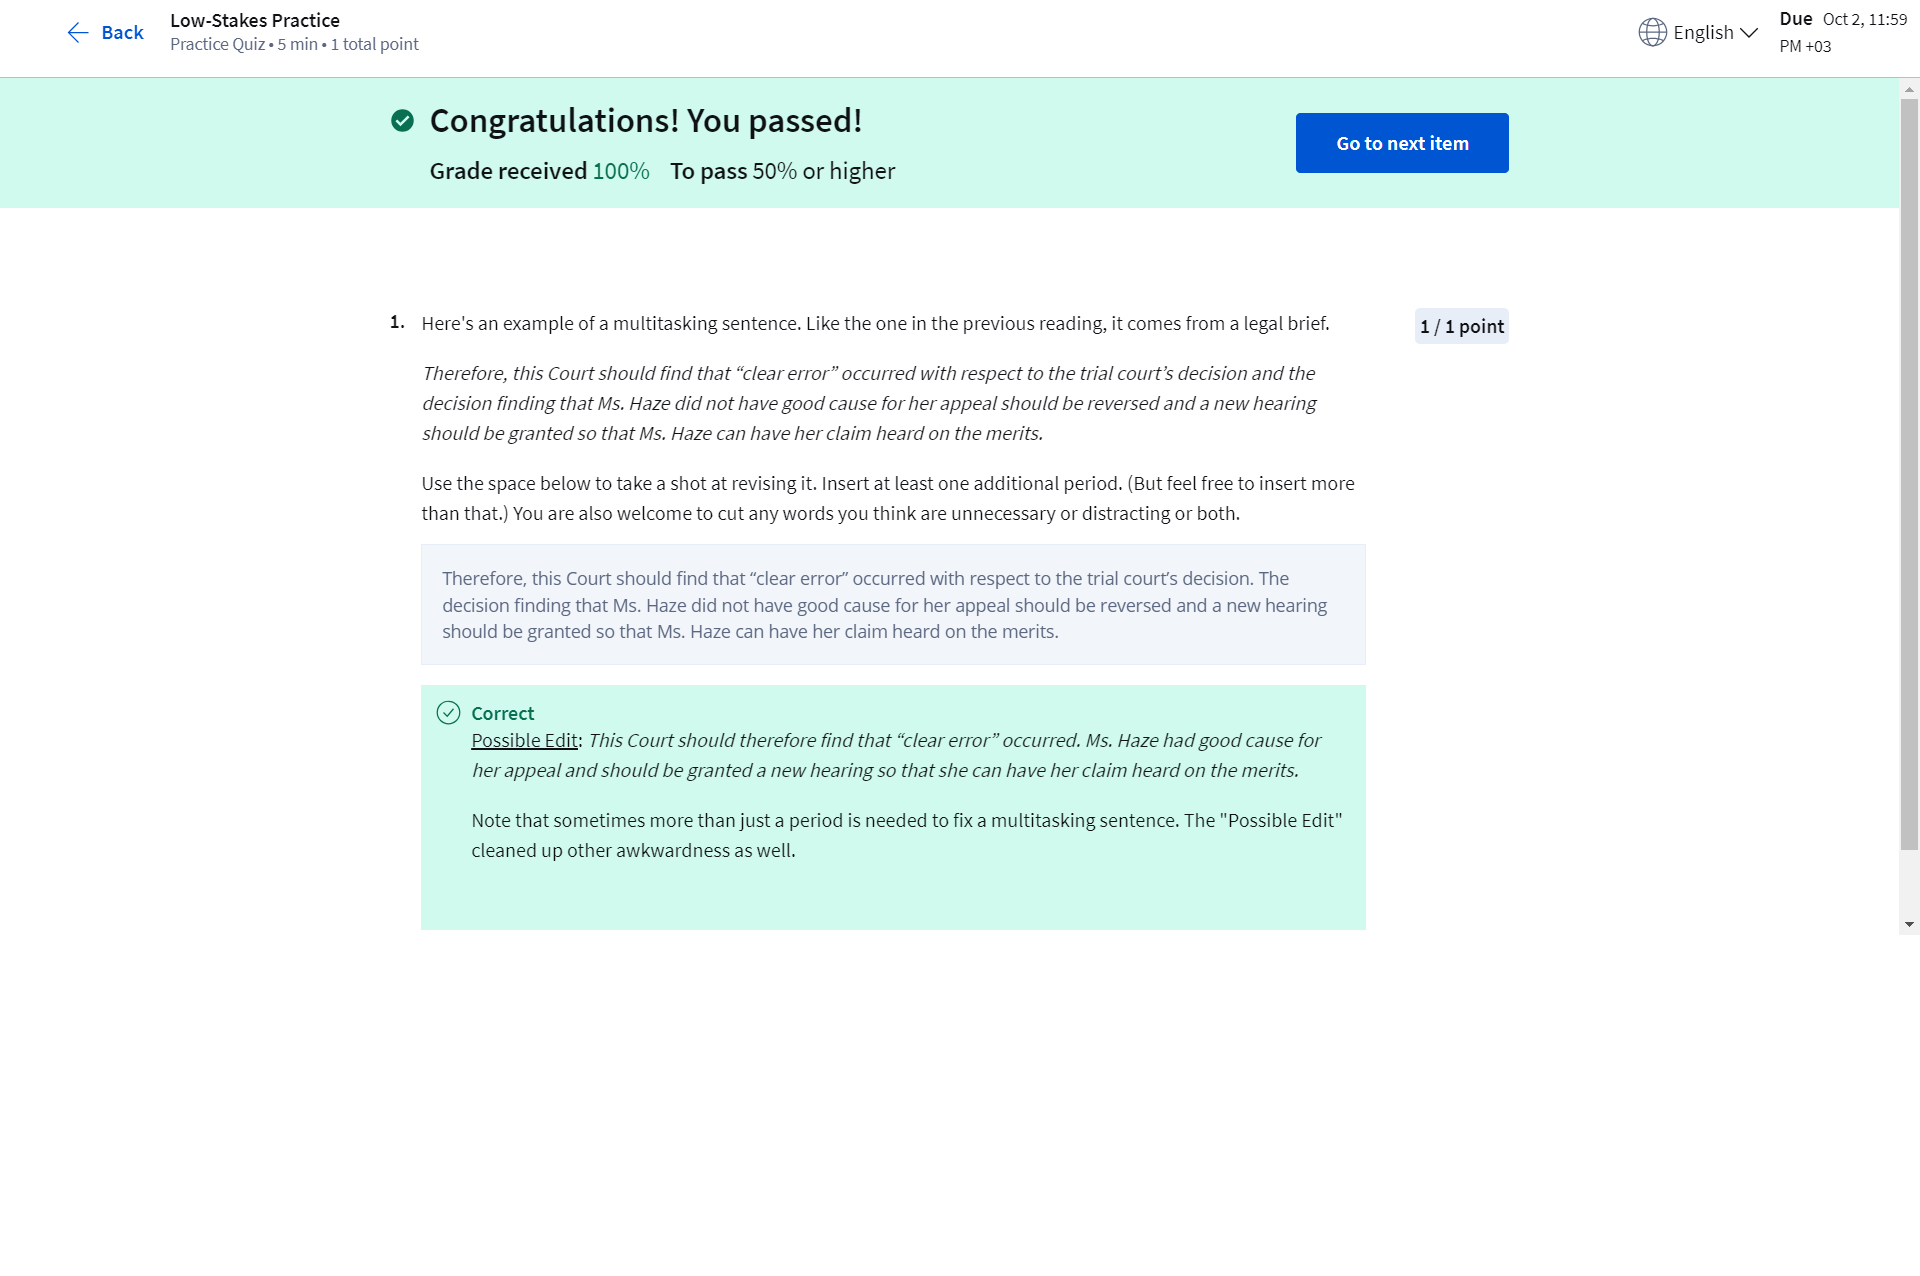 Back
Low-Stakes Practice
Practice Quiz • 5 min • 1 total point
English
Due Oct 2, 11:59
PM +03
Congratulations! You passed!
Grade received 100% To pass 50% or higher
Go to next item
1. Here's an example of a multitasking sentence. Like the one in the previous reading, it comes from a legal brief.
1 / 1 point
Therefore, this Court should find that “clear error” occurred with respect to the trial court’s decision and the
decision finding that Ms. Haze did not have good cause for her appeal should be reversed and a new hearing
should be granted so that Ms. Haze can have her claim heard on the merits.
Use the space below to take a shot at revising it. Insert at least one additional period. (But feel free to insert more
than that.) You are also welcome to cut any words you think are unnecessary or distracting or both.
Therefore, this Court should find that “clear error” occurred with respect to the trial court’s decision. The
decision finding that Ms. Haze did not have good cause for her appeal should be reversed and a new hearing
should be granted so that Ms. Haze can have her claim heard on the merits.
Correct
Possible Edit: This Court should therefore find that “clear error” occurred. Ms. Haze had good cause for
her appeal and should be granted a new hearing so that she can have her claim heard on the merits.
Note that sometimes more than just a period is needed to fix a multitasking sentence. The "Possible Edit"
cleaned up other awkwardness as well.